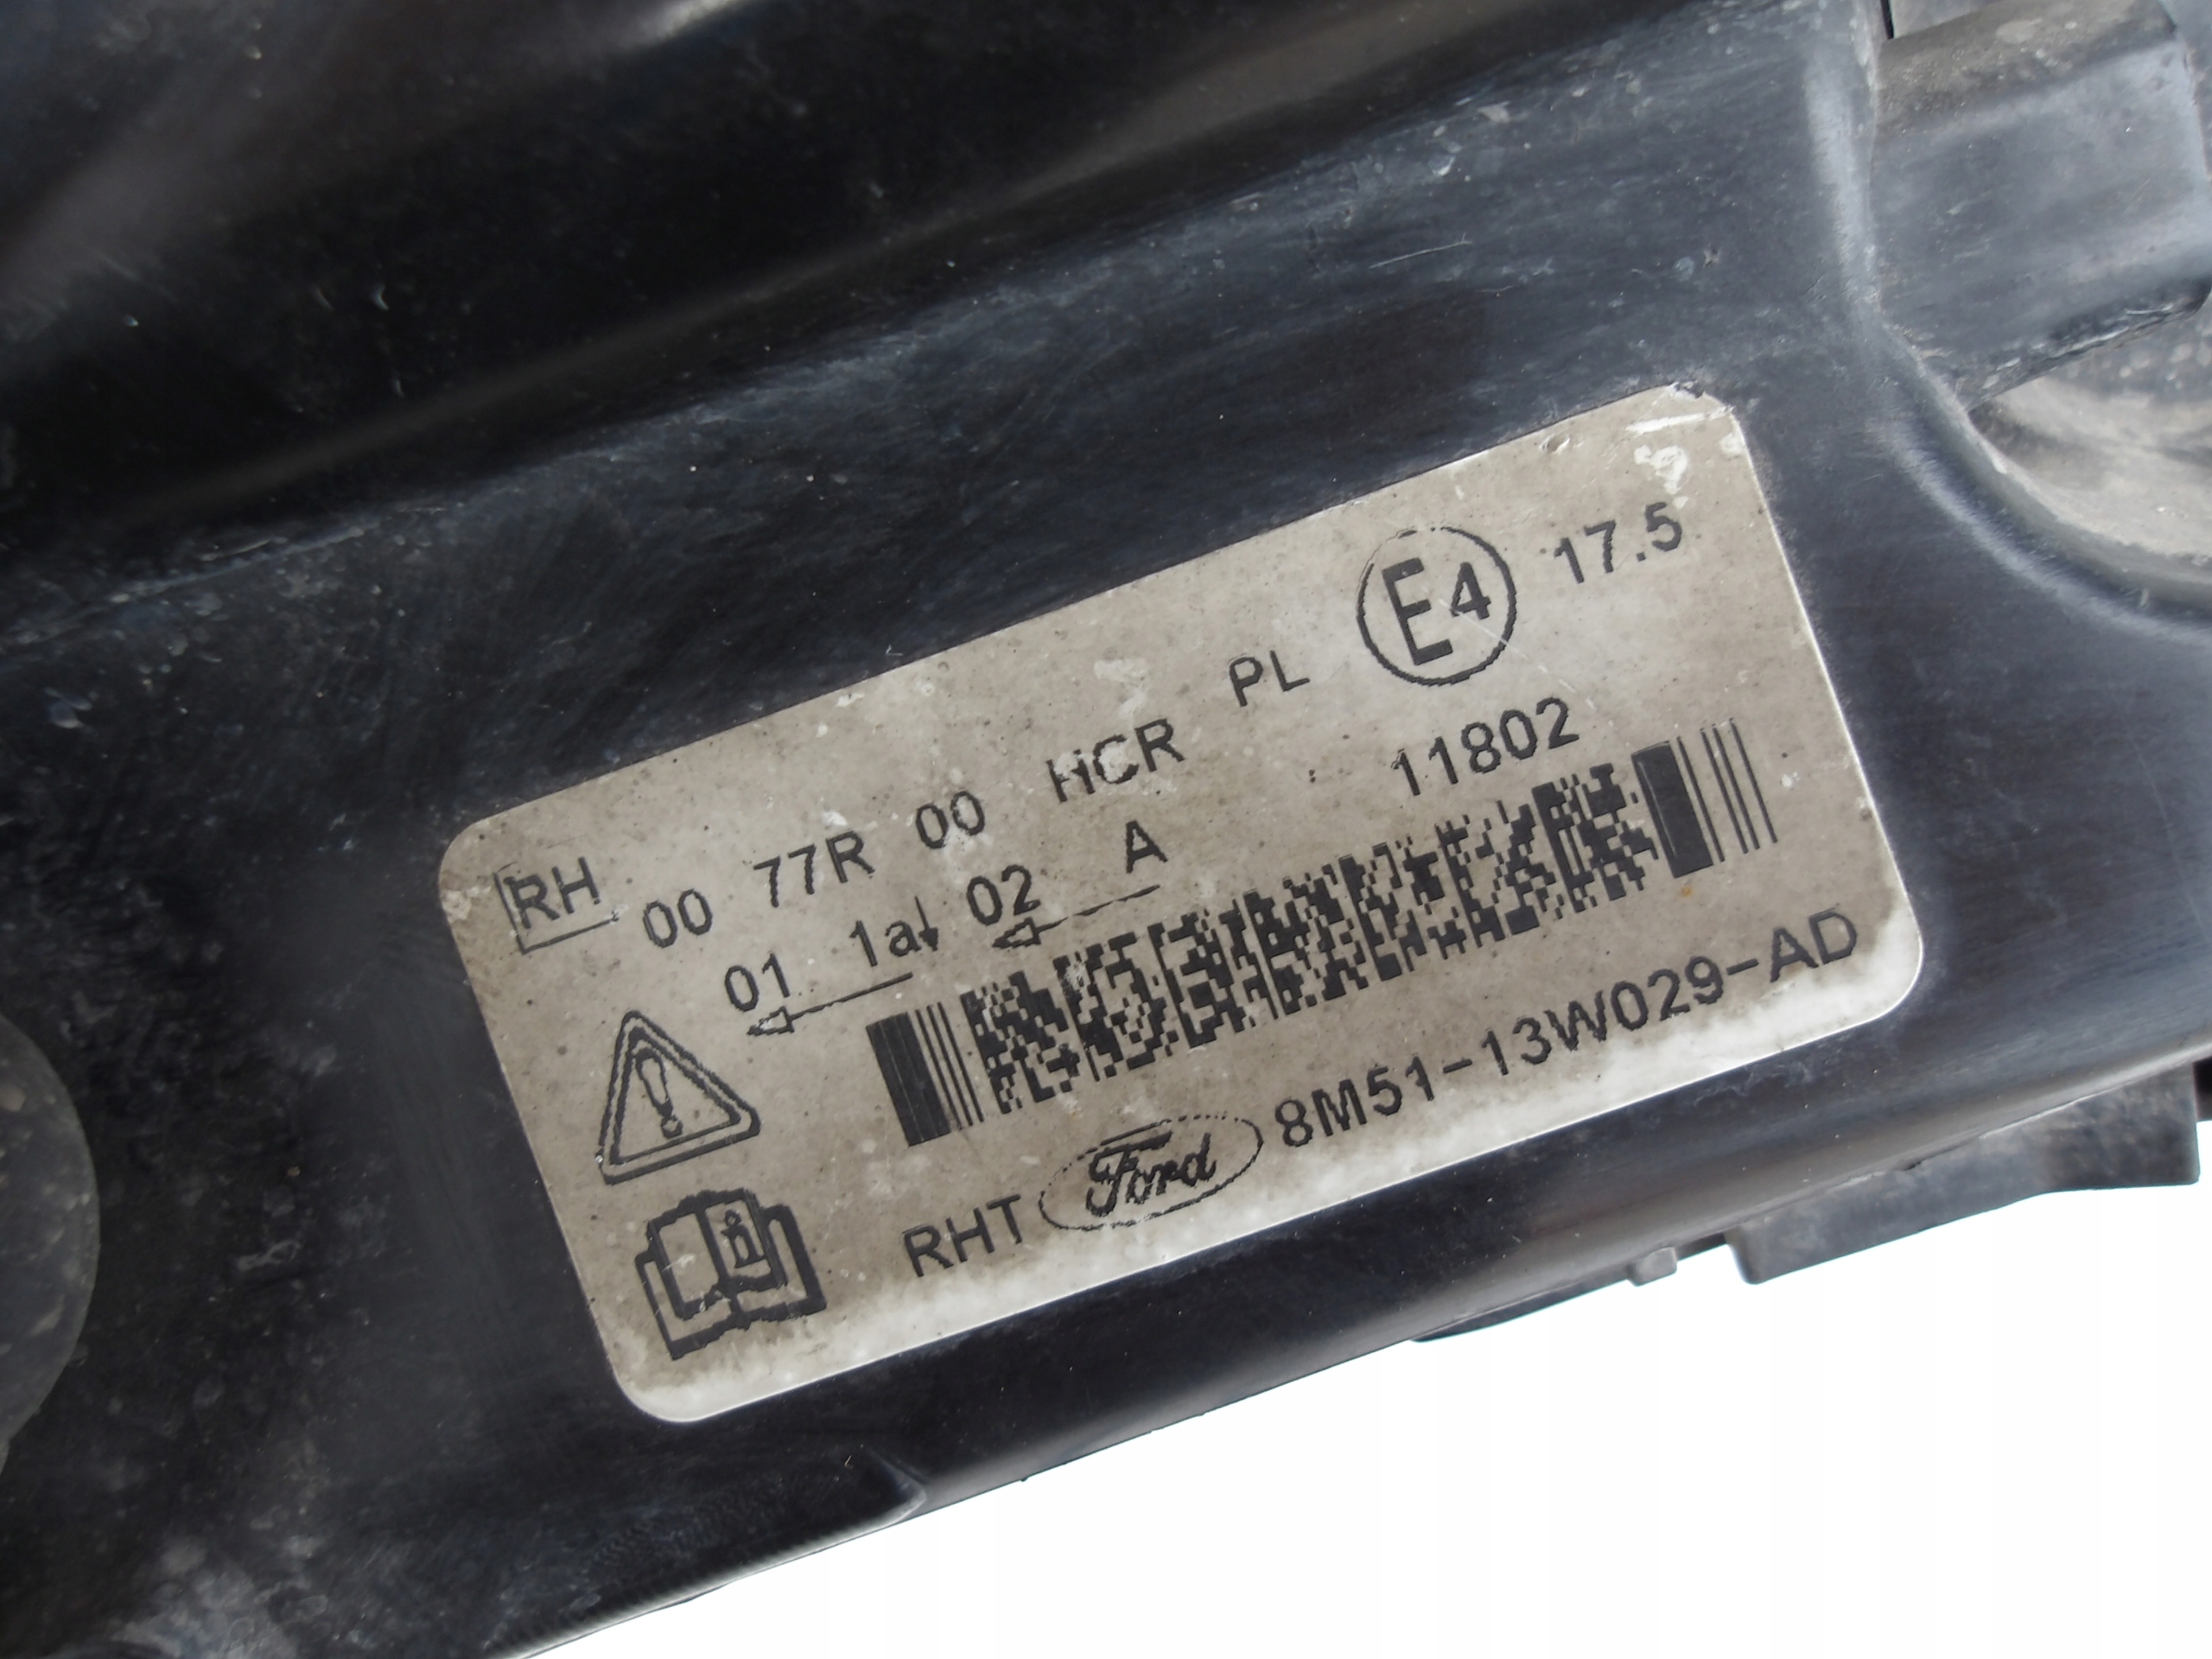 RH 00 77R 00 HCR PL E4 17.5
01 1a 02 A 11802
RHT Ford 8M51-13W029-AD